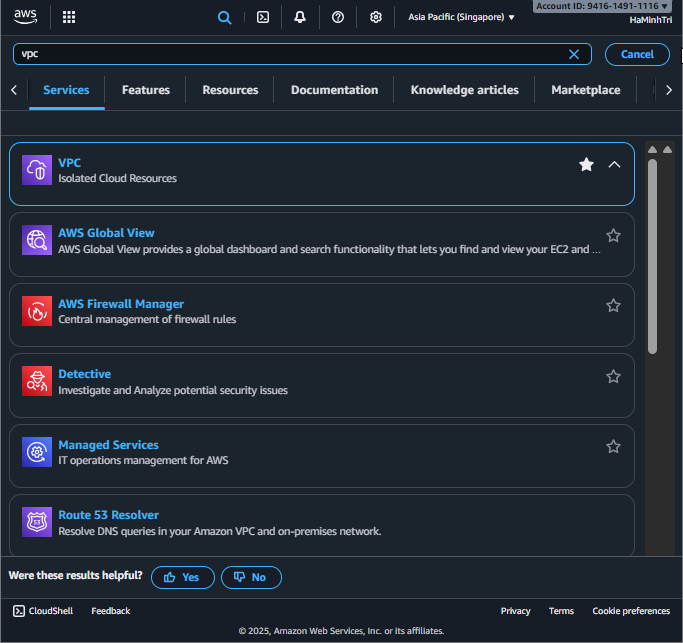 aws
Asia Pacific (Singapore) ▼
Account ID: 9416-1491-1116 ▼
HaMinhTri
vpc
Cancel
Services Features Resources Documentation Knowledge articles Marketplace
VPC
Isolated Cloud Resources
AWS Global View
AWS Global View provides a global dashboard and search functionality that lets you find and view your EC2 and ...
AWS Firewall Manager
Central management of firewall rules
Detective
Investigate and Analyze potential security issues
Managed Services
IT operations management for AWS
53
Route 53 Resolver
Resolve DNS queries in your Amazon VPC and on-premises network.
Were these results helpful? Yes No
CloudShell Feedback Privacy Terms Cookie preferences
© 2025, Amazon Web Services, Inc. or its affiliates.